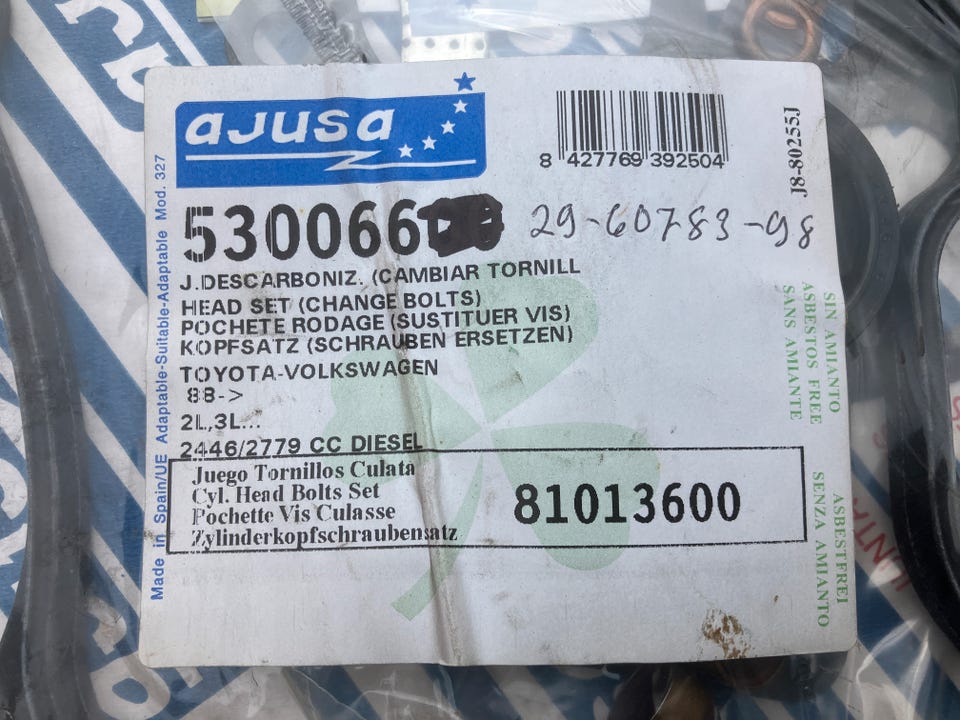 ajusa
8 427769 392504
J8-80255J
530066
29-60783-98
J.DESCARBONIZ. (CAMBIAR TORNILL
HEAD SET (CHANGE BOLTS)
POCHETE RODAGE (SUSTITUER VIS)
KOPFSATZ (SCHRAUBEN ERSETZEN)
TOYOTA-VOLKSWAGEN
88->
2L,3L...
2446/2779 CC DIESEL
Juego Tornillos Culata
Cyl. Head Bolts Set
Pochette Vis Culasse
Zylinderkopfschraubensatz
81013600
Made in Spain/UE Adaptable-Suitable-Adaptable Mod. 327
SIN AMIANTO
ASBESTOS FREE
SANS AMIANTE
ASBESTFREI
SENZA AMIANTO